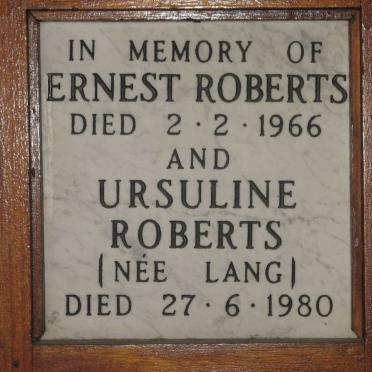 IN MEMORY OF
ERNEST ROBERTS
DIED 2·2·1966
AND
URSULINE
ROBERTS
(NÉE LANG)
DIED 27·6·1980